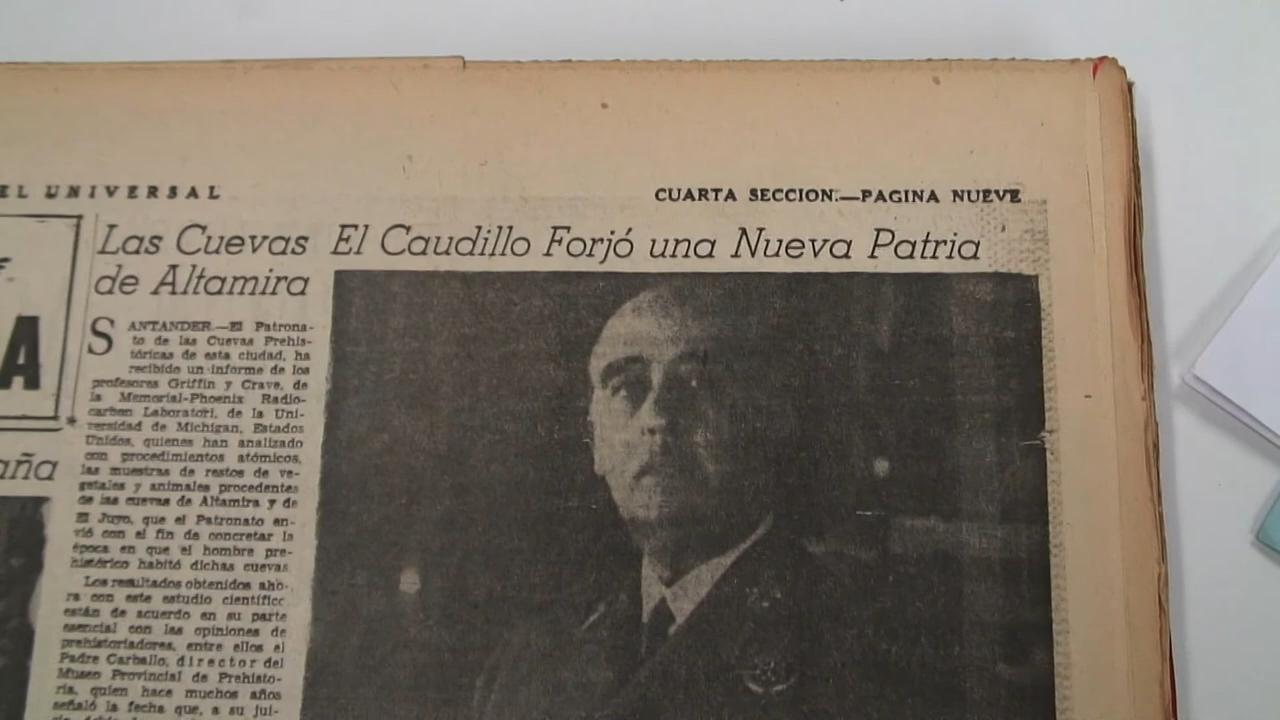 EL UNIVERSAL
CUARTA SECCION.—PAGINA NUEVE
A
aña
Las Cuevas
de Altamira
SANTANDER.—El Patrona-
to de las Cuevas Prehis-
tóricas de esta ciudad, ha
recibido un informe de los
profesores Griffin y Crave, de
la Memorial-Phoenix Radio-
carbon Laboratori, de la Uni-
versidad de Michigan, Estados
Unidos, quienes han analizado
con procedimientos atómicos,
las muestras de restos de ve-
getales y animales procedentes
de las cuevas de Altamira y de
El Juyo, que el Patronato en-
vió con el fin de concretar la
época en que el hombre pre-
histórico habitó dichas cuevas.
Los resultados obtenidos aho-
ra con este estudio científico
están de acuerdo en su parte
esencial con las opiniones de
prehistoriadores, entre ellos el
Padre Carballo, director del
Museo Provincial de Prehisto-
ria, quien hace muchos años
señaló la fecha que, a su jui-
El Caudillo Forjó una Nueva Patria